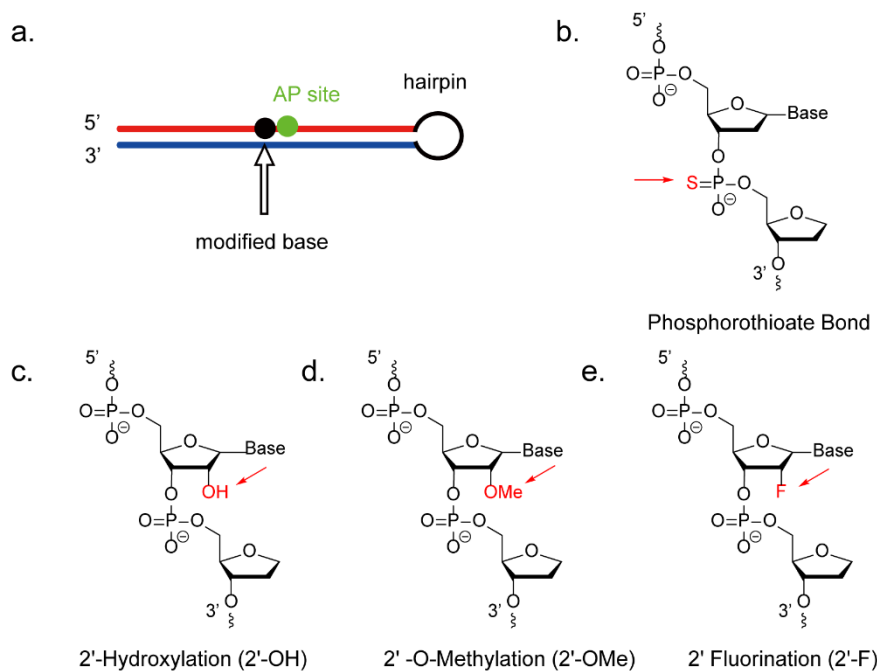 a.
AP site
hairpin
5’
3’
modified base
b.
5’
O
O=P–O
O⊖
O
Base
O
S=P–O
O⊖
O
O
3’
Phosphorothioate Bond
c.
5’
O
O=P–O
O⊖
O
Base
O
OH
O=P–O
O⊖
O
O
3’
2'-Hydroxylation (2'-OH)
d.
5’
O
O=P–O
O⊖
O
Base
O
OMe
O=P–O
O⊖
O
O
3’
2' -O-Methylation (2'-OMe)
e.
5’
O
O=P–O
O⊖
O
Base
O
F
O=P–O
O⊖
O
O
3’
2' Fluorination (2'-F)